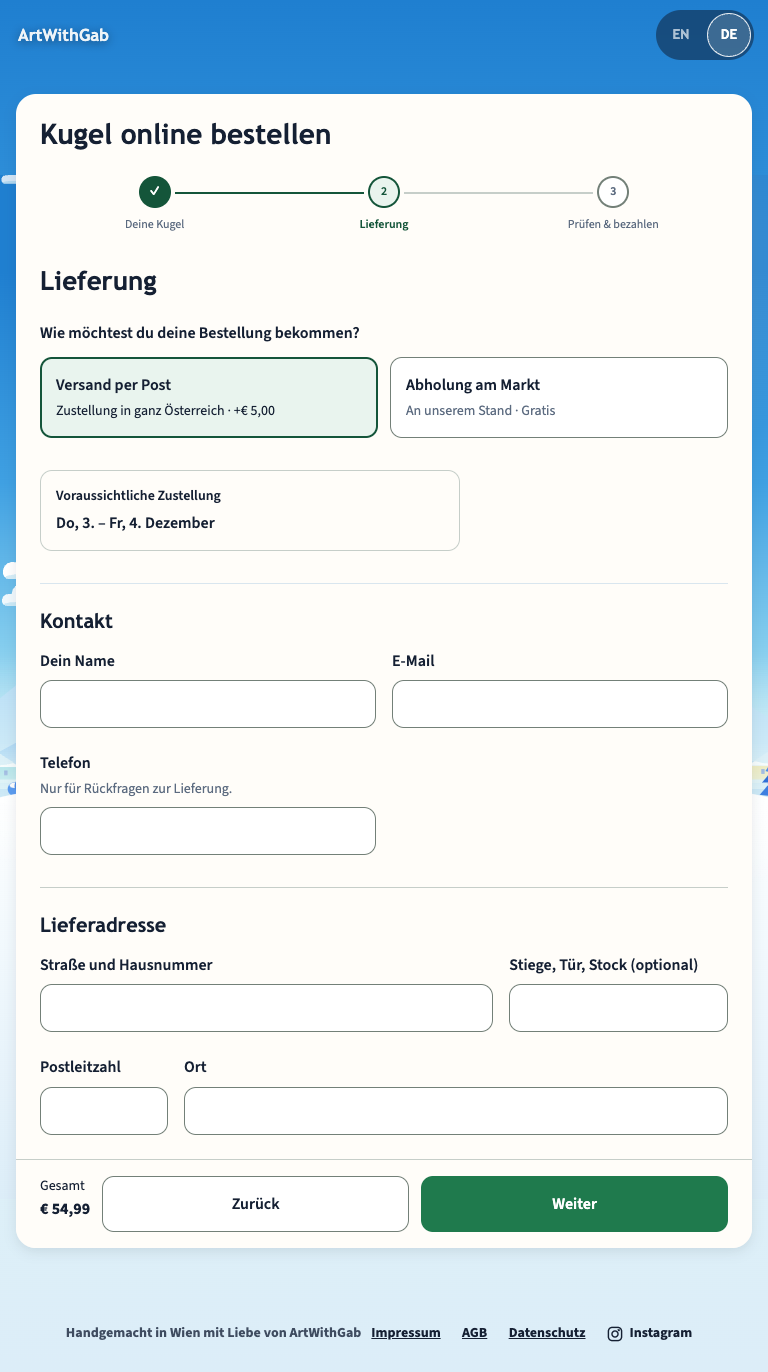 ArtWithGab
EN DE
Kugel online bestellen
2 3
Deine Kugel Lieferung Prüfen & bezahlen
Lieferung
Wie möchtest du deine Bestellung bekommen?
Versand per Post
Zustellung in ganz Österreich · +€ 5,00
Abholung am Markt
An unserem Stand · Gratis
Voraussichtliche Zustellung
Do, 3. – Fr, 4. Dezember
Kontakt
Dein Name
E-Mail
Telefon
Nur für Rückfragen zur Lieferung.
Lieferadresse
Straße und Hausnummer
Stiege, Tür, Stock (optional)
Postleitzahl
Ort
Gesamt
€ 54,99
Zurück
Weiter
Handgemacht in Wien mit Liebe von ArtWithGab Impressum AGB Datenschutz Instagram